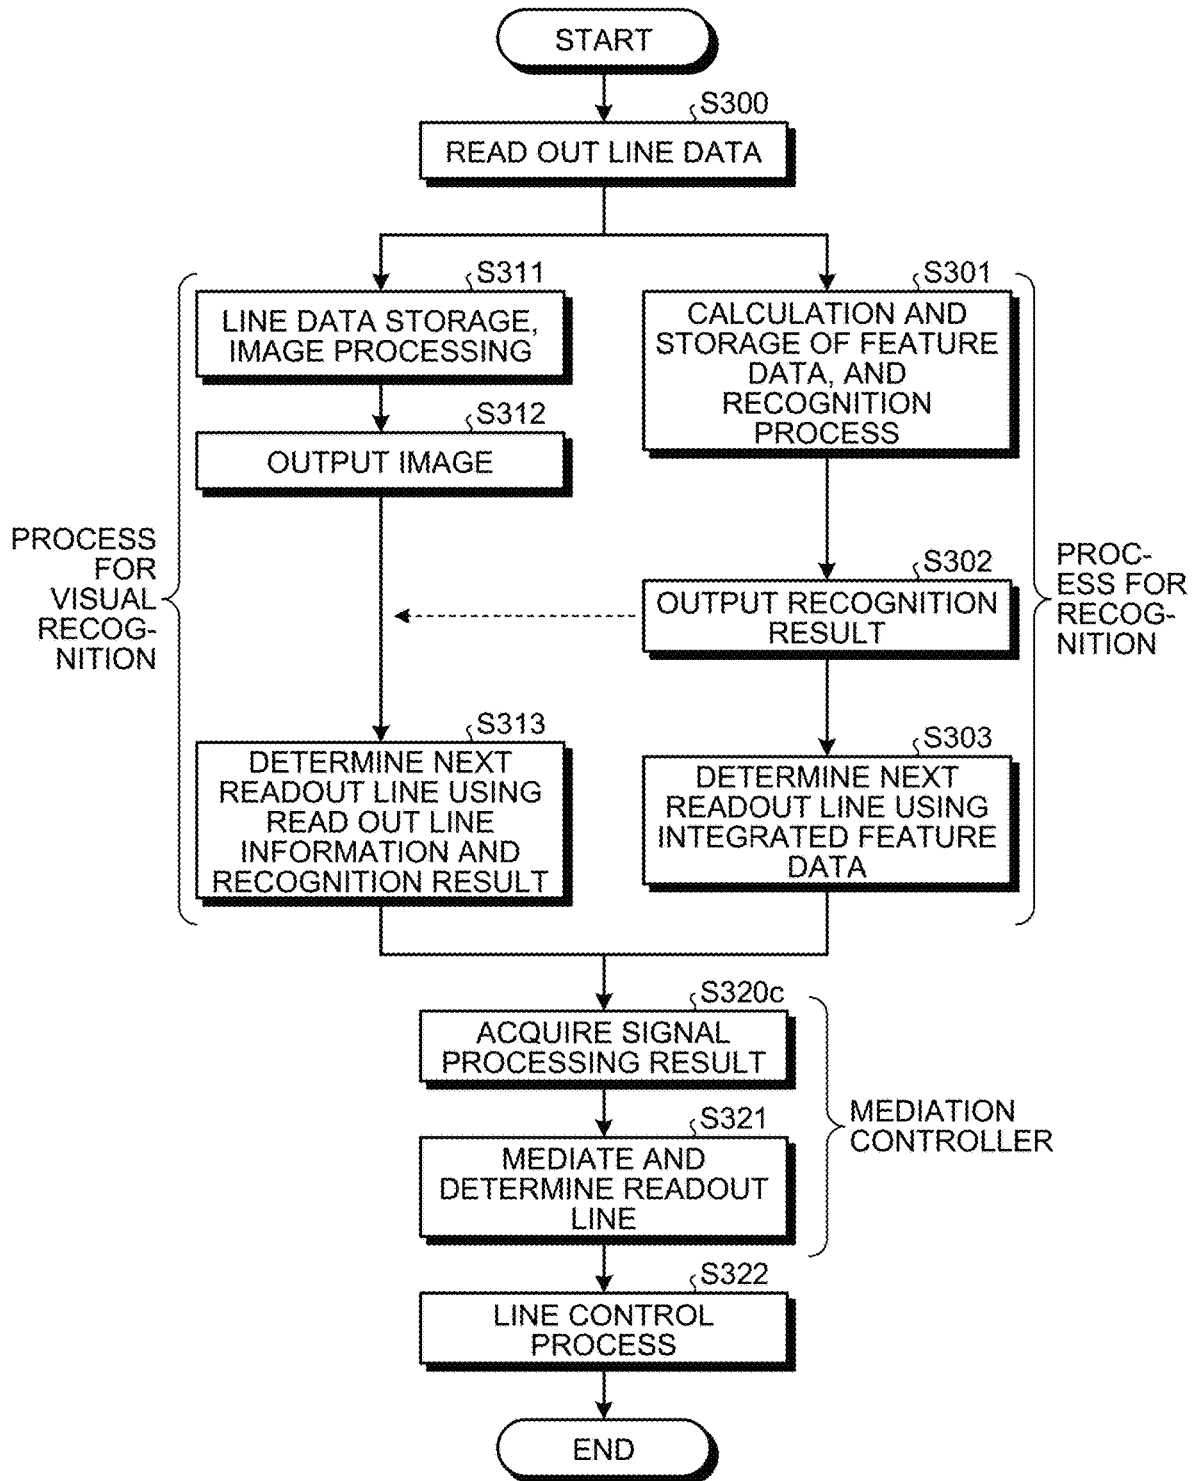 START
S300
READ OUT LINE DATA
S311
LINE DATA STORAGE,
IMAGE PROCESSING
S312
OUTPUT IMAGE
S301
CALCULATION AND
STORAGE OF FEATURE
DATA, AND
RECOGNITION
PROCESS
PROCESS
FOR
VISUAL
RECOG-
NITION
S302
OUTPUT RECOGNITION
RESULT
PROC-
ESS FOR
RECOG-
NITION
S313
DETERMINE NEXT
READOUT LINE USING
READ OUT LINE
INFORMATION AND
RECOGNITION RESULT
S303
DETERMINE NEXT
READOUT LINE USING
INTEGRATED FEATURE
DATA
S320c
ACQUIRE SIGNAL
PROCESSING RESULT
S321
MEDIATE AND
DETERMINE READOUT
LINE
MEDIATION
CONTROLLER
S322
LINE CONTROL
PROCESS
END